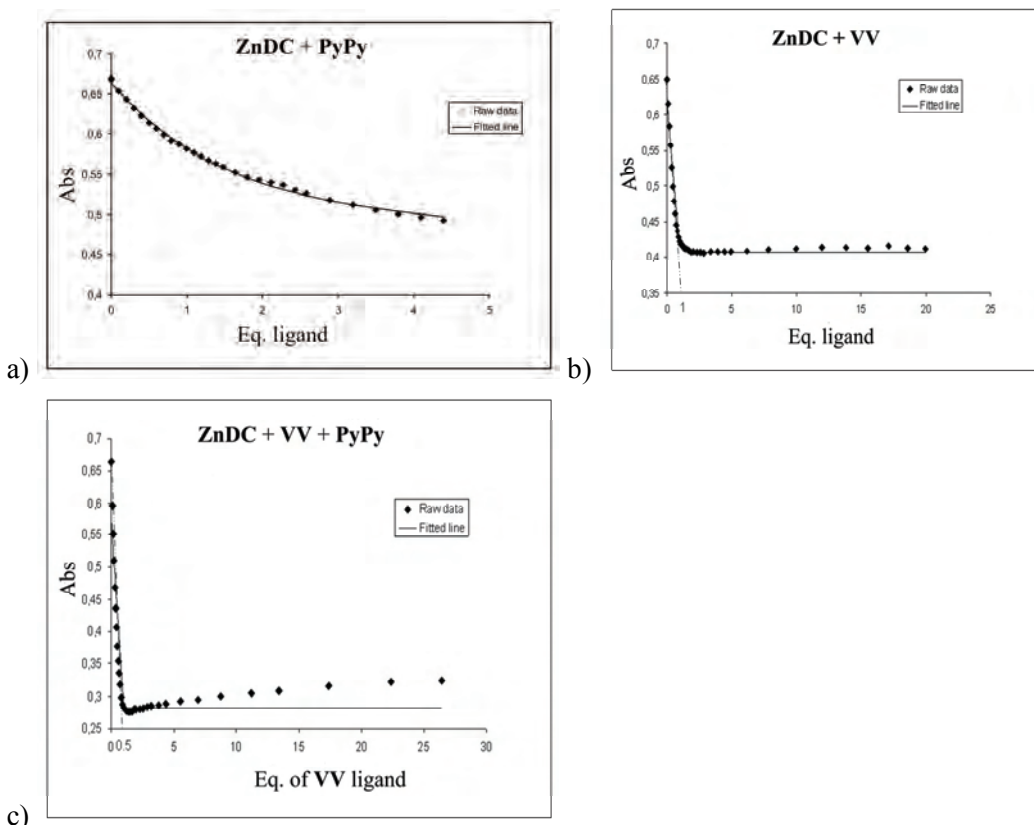 ZnDC + PyPy
0,7
0,65
0,6
0,55
0,5
0,45
0,4
Abs
Raw data
Fitted line
0 1 2 3 4 5
Eq. ligand
a)
ZnDC + VV
0,7
0,65
0,6
0,55
0,5
0,45
0,4
0,35
Abs
Raw data
Fitted line
0 1 5 10 15 20 25
Eq. ligand
b)
ZnDC + VV + PyPy
0,7
0,65
0,6
0,55
0,5
0,45
0,4
0,35
0,3
0,25
Abs
Raw data
Fitted line
0 0.5 5 10 15 20 25 30
Eq. of VV ligand
c)